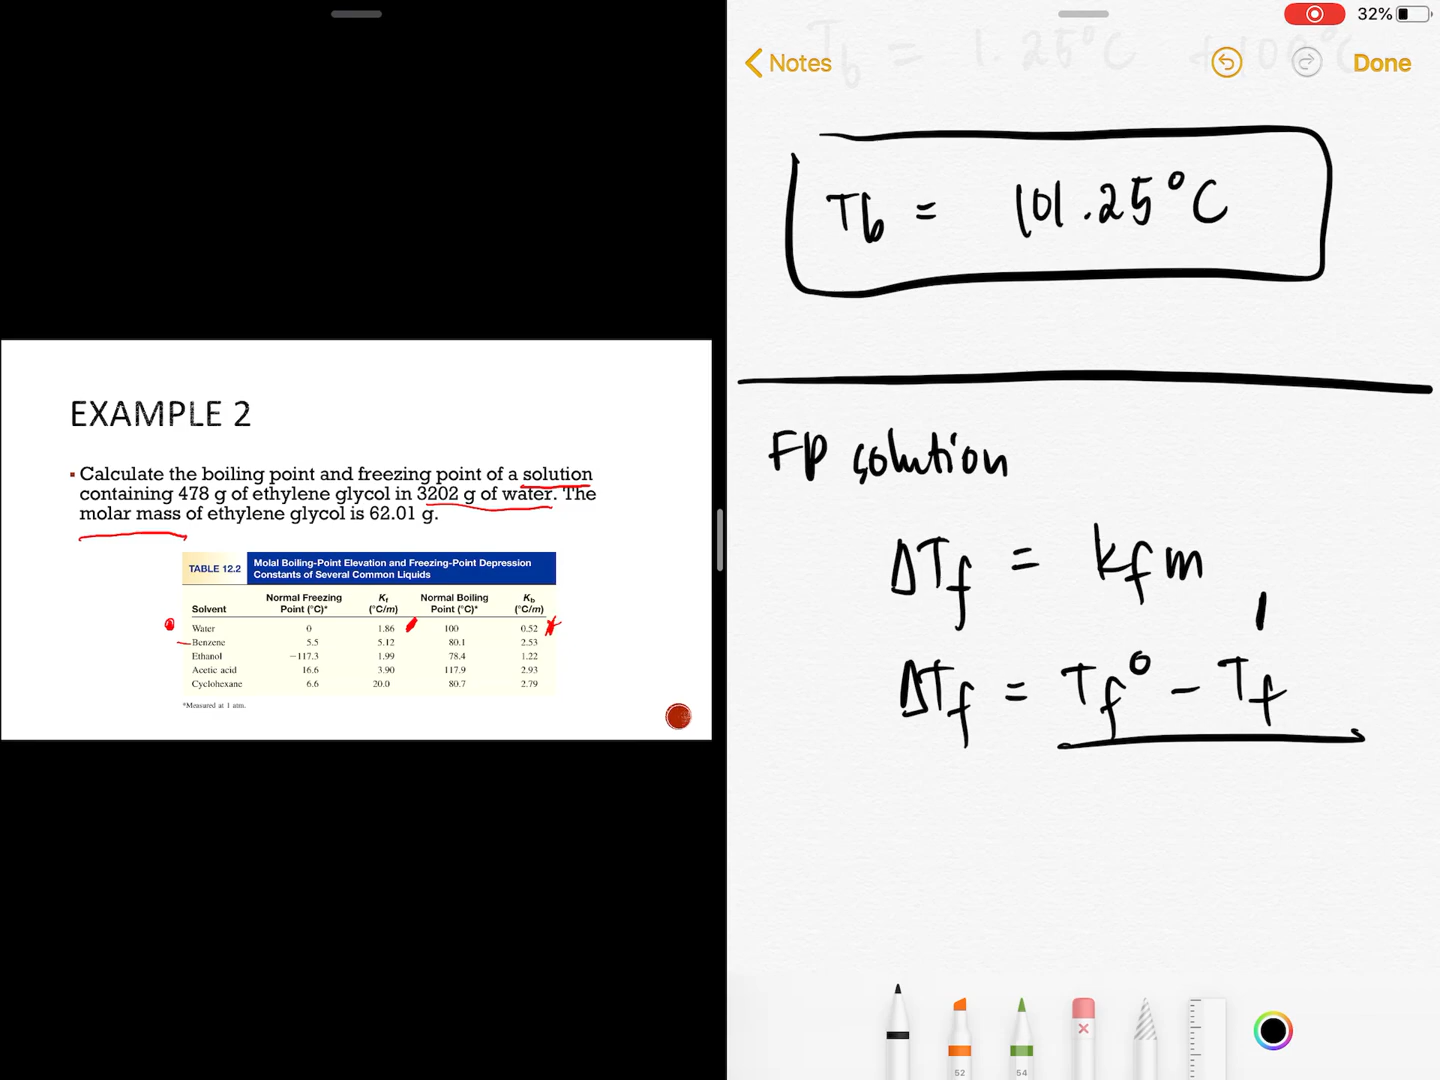 32%
Notes
Done
Tb = 1.25°C + 100°C
Tb = 101.25°C
EXAMPLE 2
▪ Calculate the boiling point and freezing point of a solution
containing 478 g of ethylene glycol in 3202 g of water. The
molar mass of ethylene glycol is 62.01 g.
TABLE 12.2
Molal Boiling-Point Elevation and Freezing-Point Depression
Constants of Several Common Liquids
Solvent Normal Freezing Point (°C)* Kf (°C/m) Normal Boiling Point (°C)* Kb (°C/m)
Water 0 1.86 100 0.52
Benzene 5.5 5.12 80.1 2.53
Ethanol −117.3 1.99 78.4 1.22
Acetic acid 16.6 3.90 117.9 2.93
Cyclohexane 6.6 20.0 80.7 2.79
*Measured at 1 atm.
FP solution
ΔTf = kfm
ΔTf = Tf° − Tf
52
54